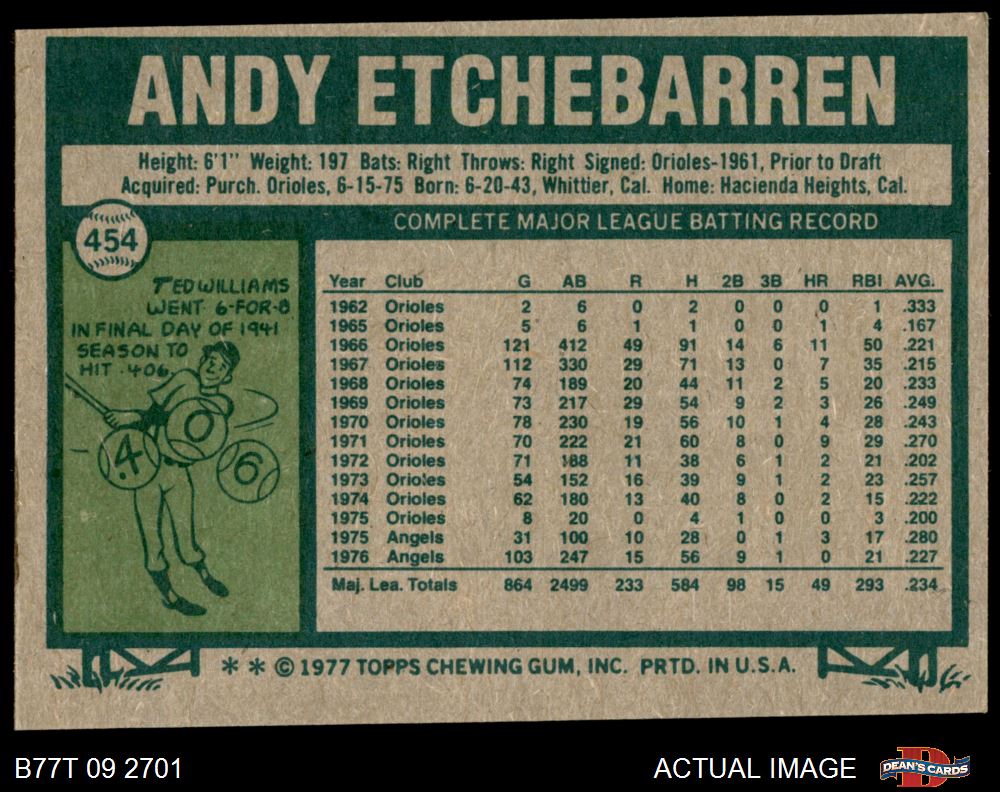 ANDY ETCHEBARREN
Height: 6'1" Weight: 197 Bats: Right Throws: Right Signed: Orioles-1961, Prior to Draft
Acquired: Purch. Orioles, 6-15-75 Born: 6-20-43, Whittier, Cal. Home: Hacienda Heights, Cal.
454
TED WILLIAMS
WENT 6-FOR-8
IN FINAL DAY OF 1941
SEASON TO
HIT .406.
4 0 6
COMPLETE MAJOR LEAGUE BATTING RECORD
Year Club G AB R H 2B 3B HR RBI AVG.
1962 Orioles 2 6 0 2 0 0 0 1 .333
1965 Orioles 5 6 1 1 0 0 1 4 .167
1966 Orioles 121 412 49 91 14 6 11 50 .221
1967 Orioles 112 330 29 71 13 0 7 35 .215
1968 Orioles 74 189 20 44 11 2 5 20 .233
1969 Orioles 73 217 29 54 9 2 3 26 .249
1970 Orioles 78 230 19 56 10 1 4 28 .243
1971 Orioles 70 222 21 60 8 0 9 29 .270
1972 Orioles 71 188 11 38 6 1 2 21 .202
1973 Orioles 54 152 16 39 9 1 2 23 .257
1974 Orioles 62 180 13 40 8 0 2 15 .222
1975 Orioles 8 20 0 4 1 0 0 3 .200
1975 Angels 31 100 10 28 0 1 3 17 .280
1976 Angels 103 247 15 56 9 1 0 21 .227
Maj. Lea. Totals 864 2499 233 584 98 15 49 293 .234
* * © 1977 TOPPS CHEWING GUM, INC. PRTD. IN U.S.A.
B77T 09 2701
ACTUAL IMAGE
D
DEAN'S CARDS